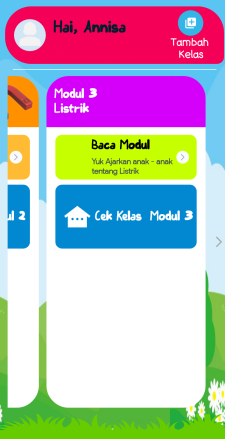 Hai, Annisa
Tambah
Kelas
Modul 3
Listrik
Baca Modul
Yuk Ajarkan anak - anak
tentang Listrik
ul 2
Cek Kelas Modul 3